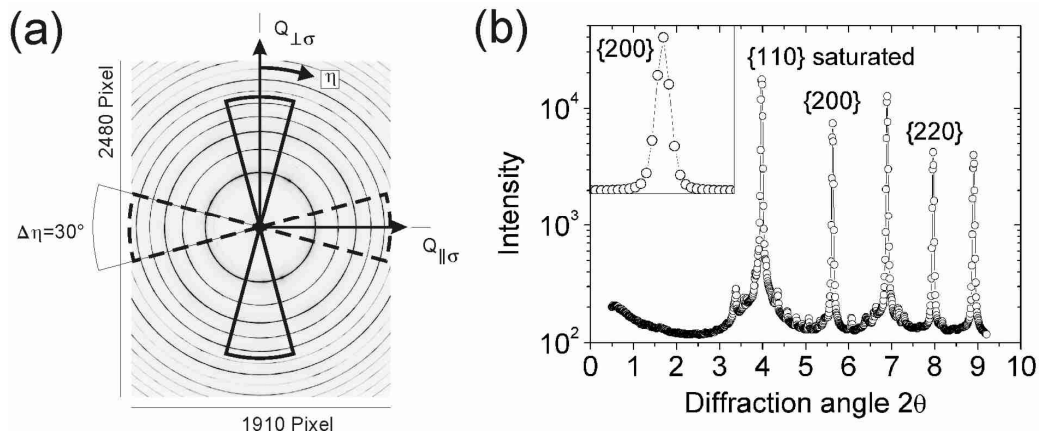 (a)
Q⊥σ
η
2480 Pixel
Δη=30°
Q∥σ
1910 Pixel
(b)
{200}
{110} saturated
{200}
{220}
Intensity
10⁴
10³
10²
0 1 2 3 4 5 6 7 8 9 10
Diffraction angle 2θ